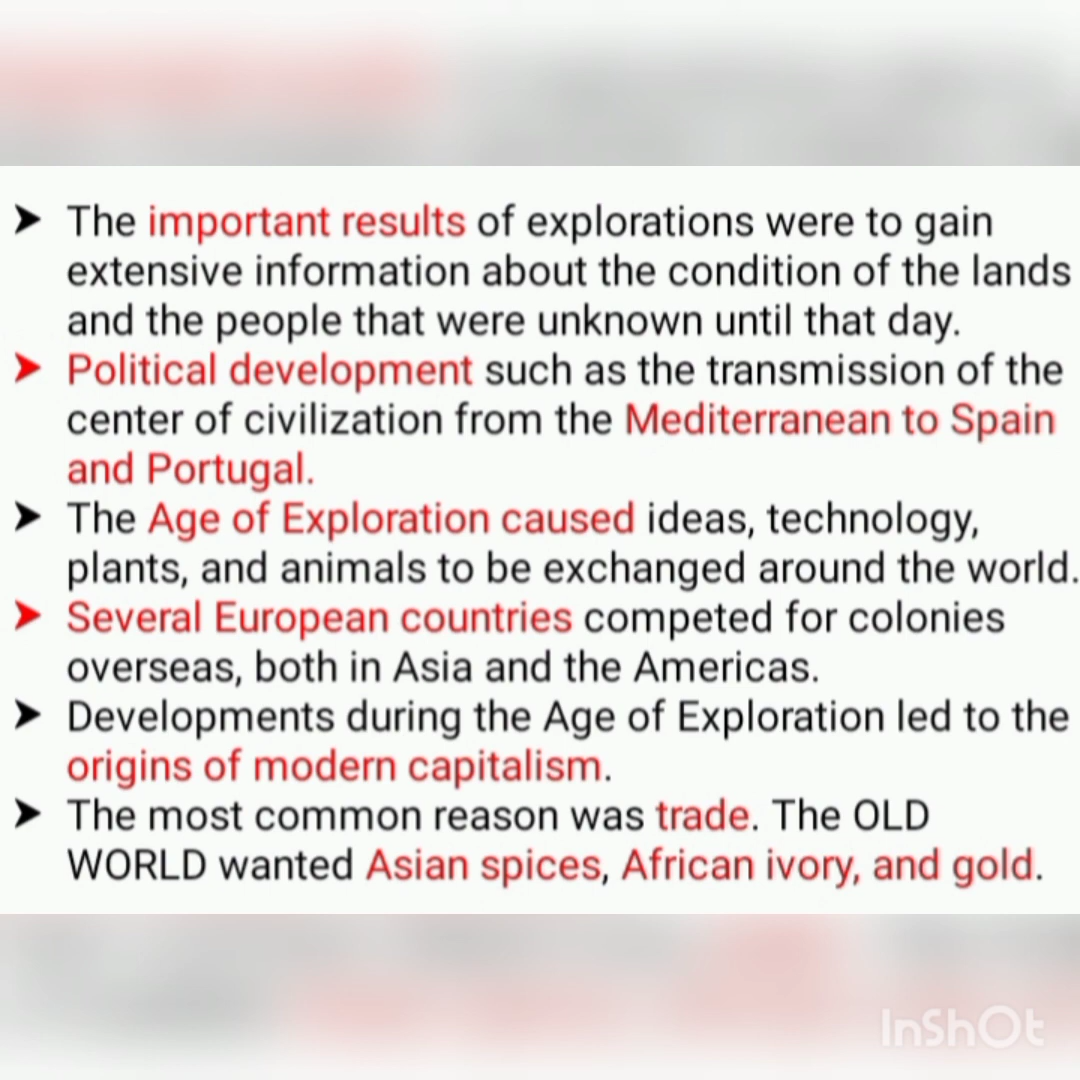 ➤ The important results of explorations were to gain
extensive information about the condition of the lands
and the people that were unknown until that day.
➤ Political development such as the transmission of the
center of civilization from the Mediterranean to Spain
and Portugal.
➤ The Age of Exploration caused ideas, technology,
plants, and animals to be exchanged around the world.
➤ Several European countries competed for colonies
overseas, both in Asia and the Americas.
➤ Developments during the Age of Exploration led to the
origins of modern capitalism.
➤ The most common reason was trade. The OLD
WORLD wanted Asian spices, African ivory, and gold.
InShOt